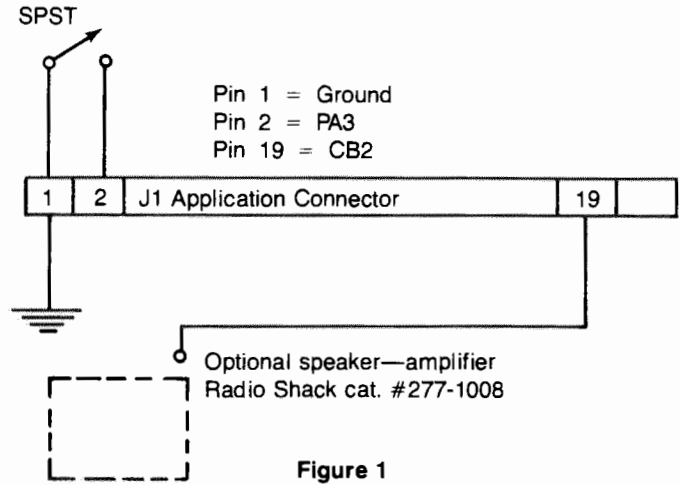 SPST
Pin 1 = Ground
Pin 2 = PA3
Pin 19 = CB2
1 2 J1 Application Connector 19
Optional speaker—amplifier
Radio Shack cat. #277-1008
Figure 1